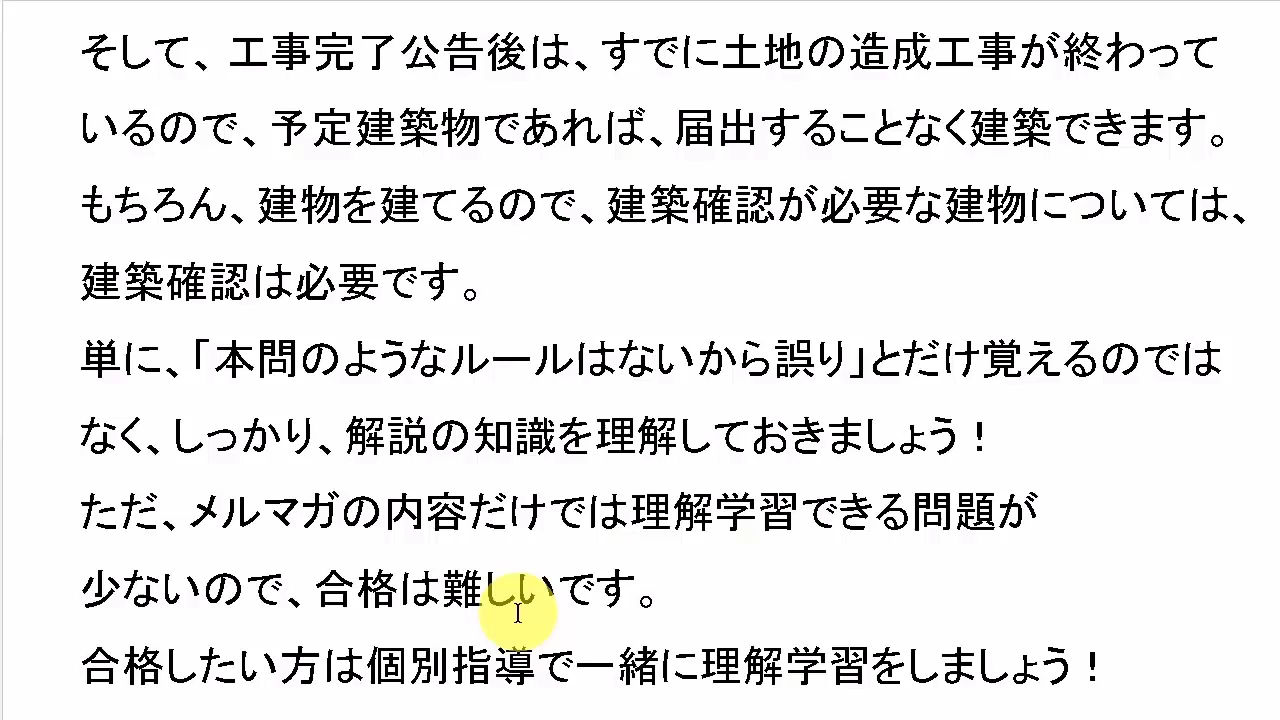 そして、工事完了公告後は、すでに土地の造成工事が終わって
いるので、予定建築物であれば、届出することなく建築できます。
もちろん、建物を建てるので、建築確認が必要な建物については、
建築確認は必要です。
単に、「本問のようなルールはないから誤り」とだけ覚えるのでは
なく、しっかり、解説の知識を理解しておきましょう！
ただ、メルマガの内容だけでは理解学習できる問題が
少ないので、合格は難しいです。
合格したい方は個別指導で一緒に理解学習をしましょう！